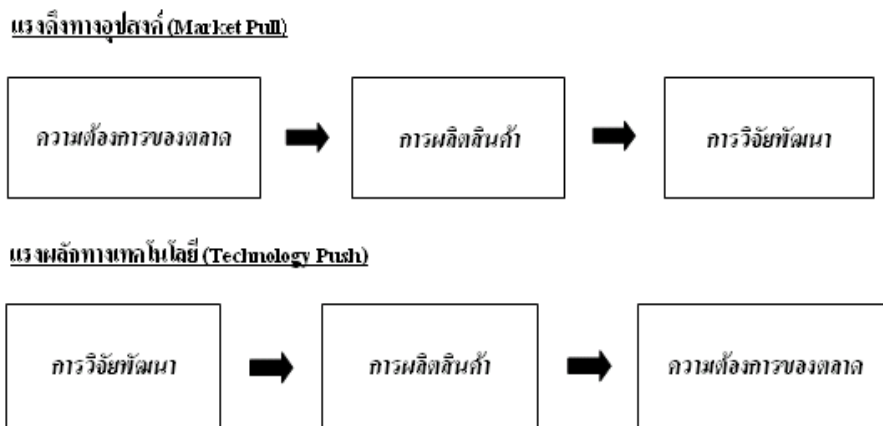 แรงดึงทางอุปสงค์ (Market Pull)
ความต้องการของตลาด
การผลิตสินค้า
การวิจัยพัฒนา
แรงผลักทางเทคโนโลยี (Technology Push)
การวิจัยพัฒนา
การผลิตสินค้า
ความต้องการของตลาด